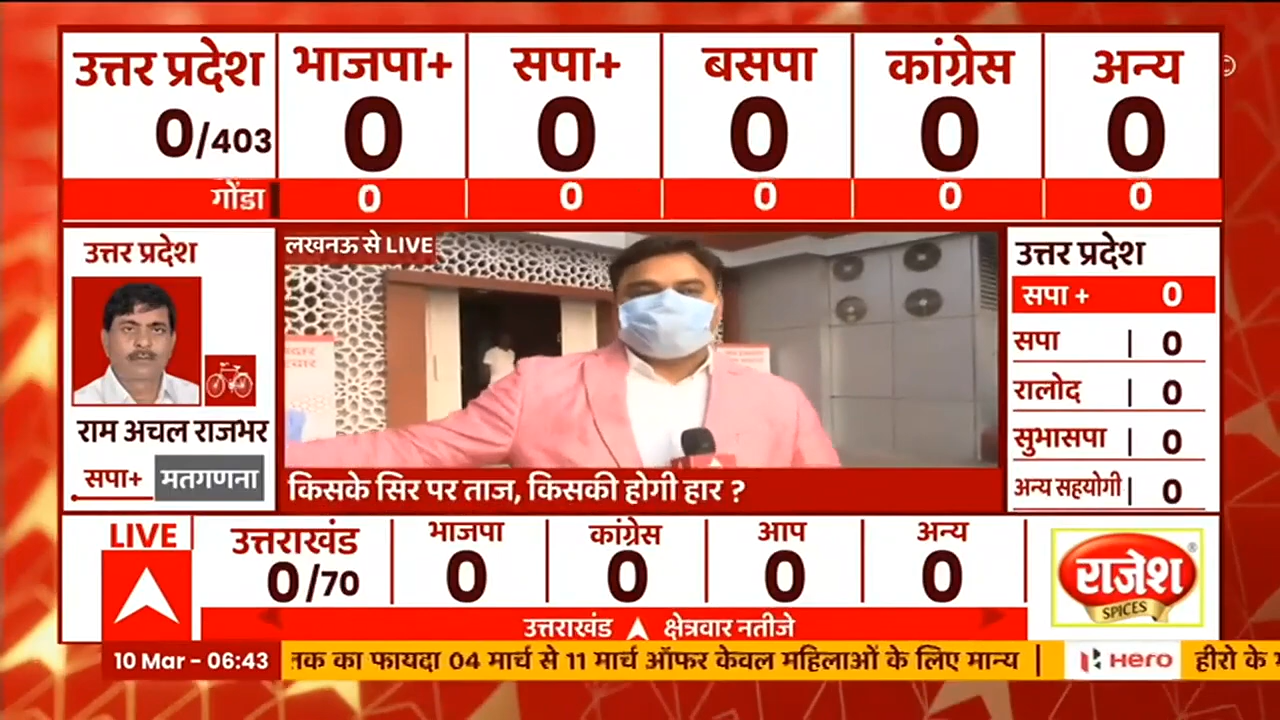 उत्तर प्रदेश
0/403
भाजपा+
0
सपा+
0
बसपा
0
कांग्रेस
0
अन्य
0
©
गोंडा 0 0 0 0 0
उत्तर प्रदेश
राम अचल राजभर
सपा+ मतगणना
लखनऊ से LIVE
किसके सिर पर ताज, किसकी होगी हार ?
उत्तर प्रदेश
सपा + 0
सपा | 0
रालोद | 0
सुभासपा | 0
अन्य सहयोगी | 0
LIVE
उत्तराखंड
0/70
भाजपा
0
कांग्रेस
0
आप
0
अन्य
0
राजेश ®
SPICES
उत्तराखंड क्षेत्रवार नतीजे
10 Mar - 06:43
का फायदा 04 मार्च से 11 मार्च ऑफर केवल महिलाओं के लिए मान्य | Hero हीरो के